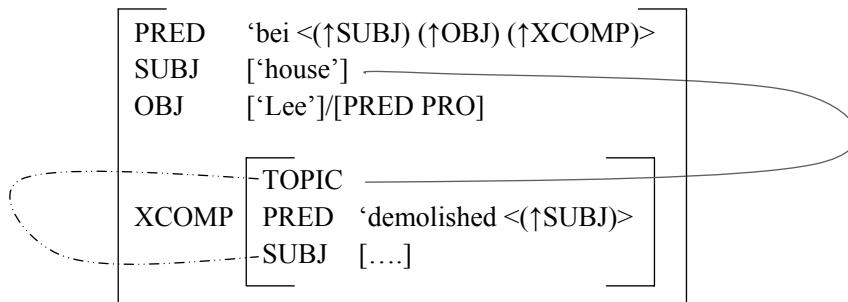 PRED ‘bei <(↑SUBJ) (↑OBJ) (↑XCOMP)>
SUBJ [‘house’]
OBJ [‘Lee’]/[PRED PRO]
TOPIC
XCOMP PRED ‘demolished <(↑SUBJ)>
SUBJ [….]